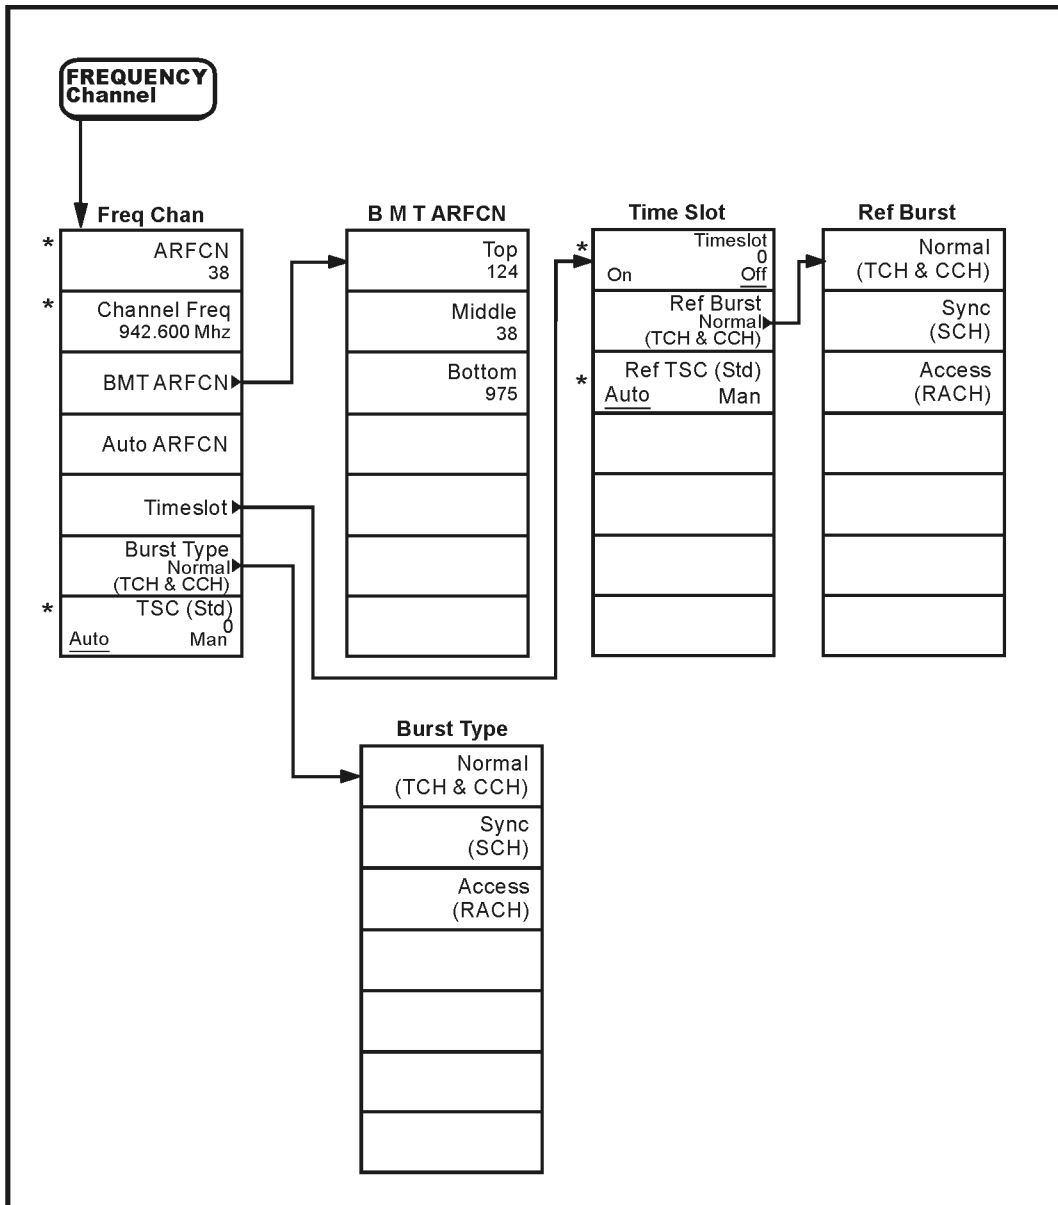 FREQUENCY
Channel
Freq Chan
*
ARFCN
38
*
Channel Freq
942.600 Mhz
BMT ARFCN
Auto ARFCN
Timeslot
Burst Type
Normal
(TCH & CCH)
*
TSC (Std)
0
Auto Man
B M T ARFCN
Top
124
Middle
38
Bottom
975
Time Slot
*
Timeslot
0
On Off
Ref Burst
Normal
(TCH & CCH)
*
Ref TSC (Std)
Auto Man
Ref Burst
Normal
(TCH & CCH)
Sync
(SCH)
Access
(RACH)
Burst Type
Normal
(TCH & CCH)
Sync
(SCH)
Access
(RACH)